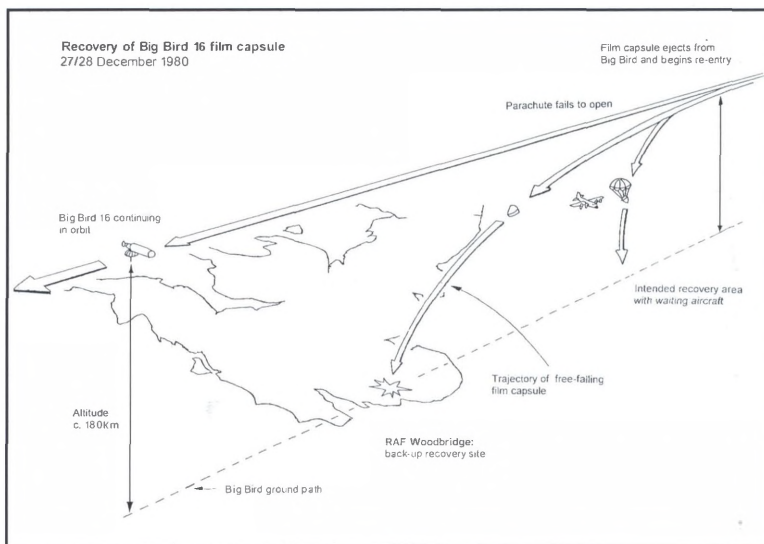 Recovery of Big Bird 16 film capsule
27/28 December 1980
Film capsule ejects from
Big Bird and begins re-entry
Parachute fails to open
Big Bird 16 continuing
in orbit
Intended recovery area
with waiting aircraft
Trajectory of free-falling
film capsule
Altitude
c. 180Km
RAF Woodbridge:
back-up recovery site
Big Bird ground path